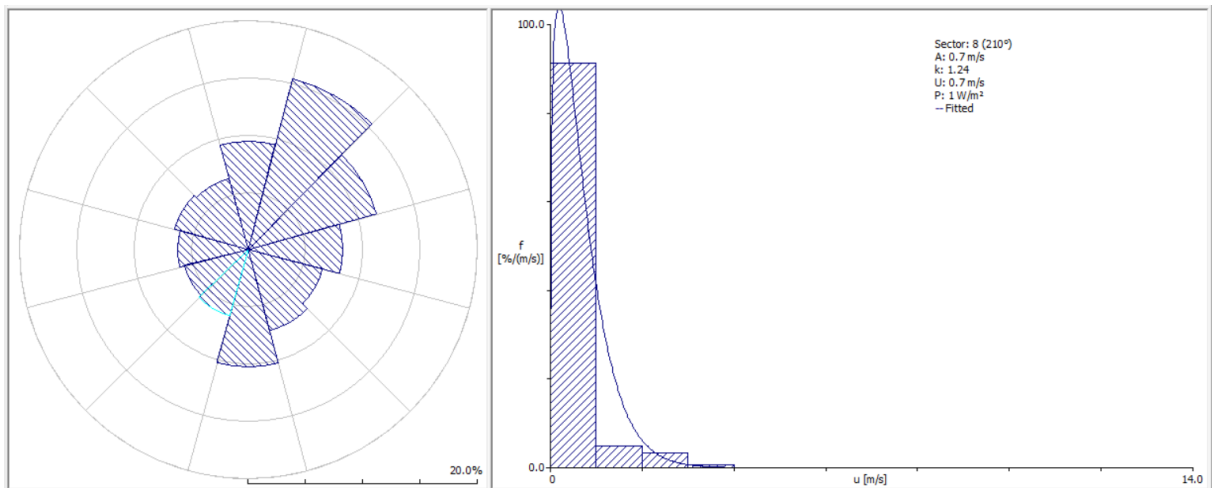 20.0%
100.0
f
[%/(m/s)]
0.0
0
u [m/s]
14.0
Sector: 8 (210°)
A: 0.7 m/s
k: 1.24
U: 0.7 m/s
P: 1 W/m²
-- Fitted